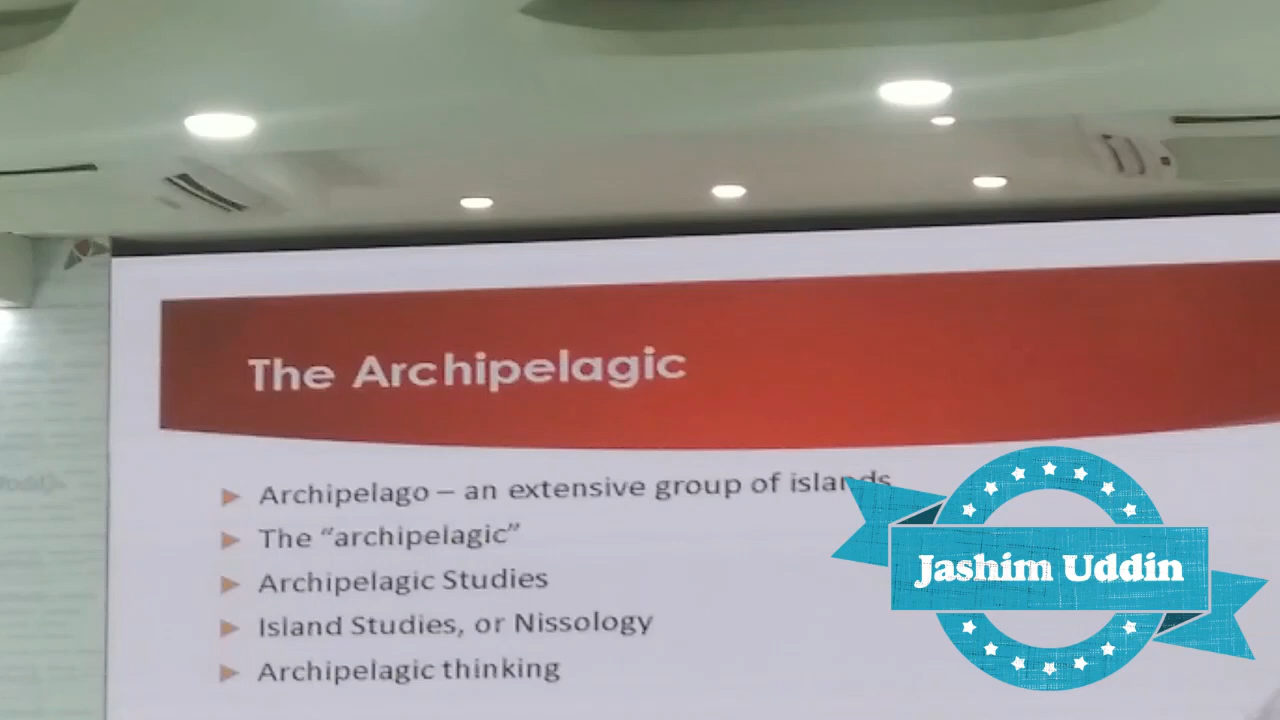 The Archipelagic
Archipelago – an extensive group of islands
The “archipelagic”
Archipelagic Studies
Island Studies, or Nissology
Archipelagic thinking
Jashim Uddin